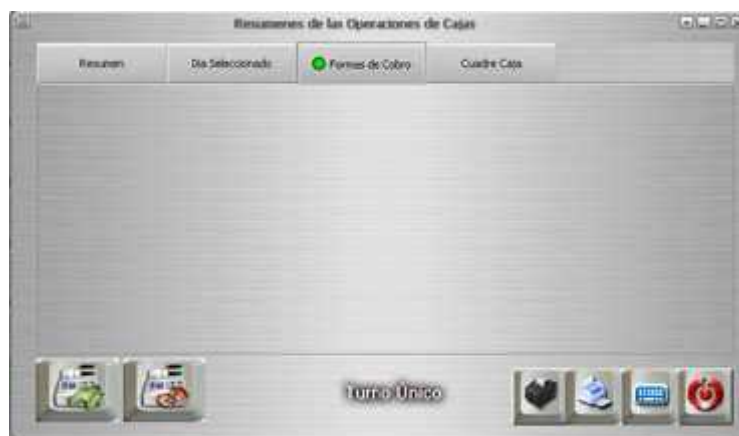 Resumenes de las Operaciones de Cajas
Resumen
Dia Seleccionado
Formas de Cobro
Cuadre Caja
Turno Único